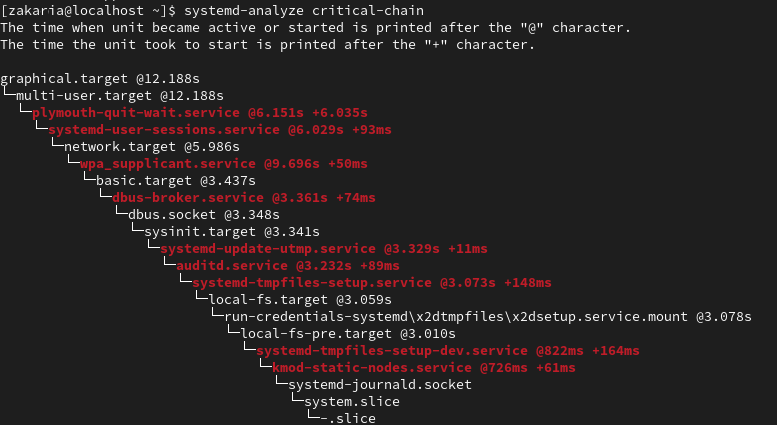 [zakaria@localhost ~]$ systemd-analyze critical-chain
The time when unit became active or started is printed after the "@" character.
The time the unit took to start is printed after the "+" character.

graphical.target @12.188s
└─multi-user.target @12.188s
  └─plymouth-quit-wait.service @6.151s +6.035s
    └─systemd-user-sessions.service @6.029s +93ms
      └─network.target @5.986s
        └─wpa_supplicant.service @9.696s +50ms
          └─basic.target @3.437s
            └─dbus-broker.service @3.361s +74ms
              └─dbus.socket @3.348s
                └─sysinit.target @3.341s
                  └─systemd-update-utmp.service @3.329s +11ms
                    └─auditd.service @3.232s +89ms
                      └─systemd-tmpfiles-setup.service @3.073s +148ms
                        └─local-fs.target @3.059s
                          └─run-credentials-systemd\x2dtmpfiles\x2dsetup.service.mount @3.078s
                            └─local-fs-pre.target @3.010s
                              └─systemd-tmpfiles-setup-dev.service @822ms +164ms
                                └─kmod-static-nodes.service @726ms +61ms
                                  └─systemd-journald.socket
                                    └─system.slice
                                      └─-.slice